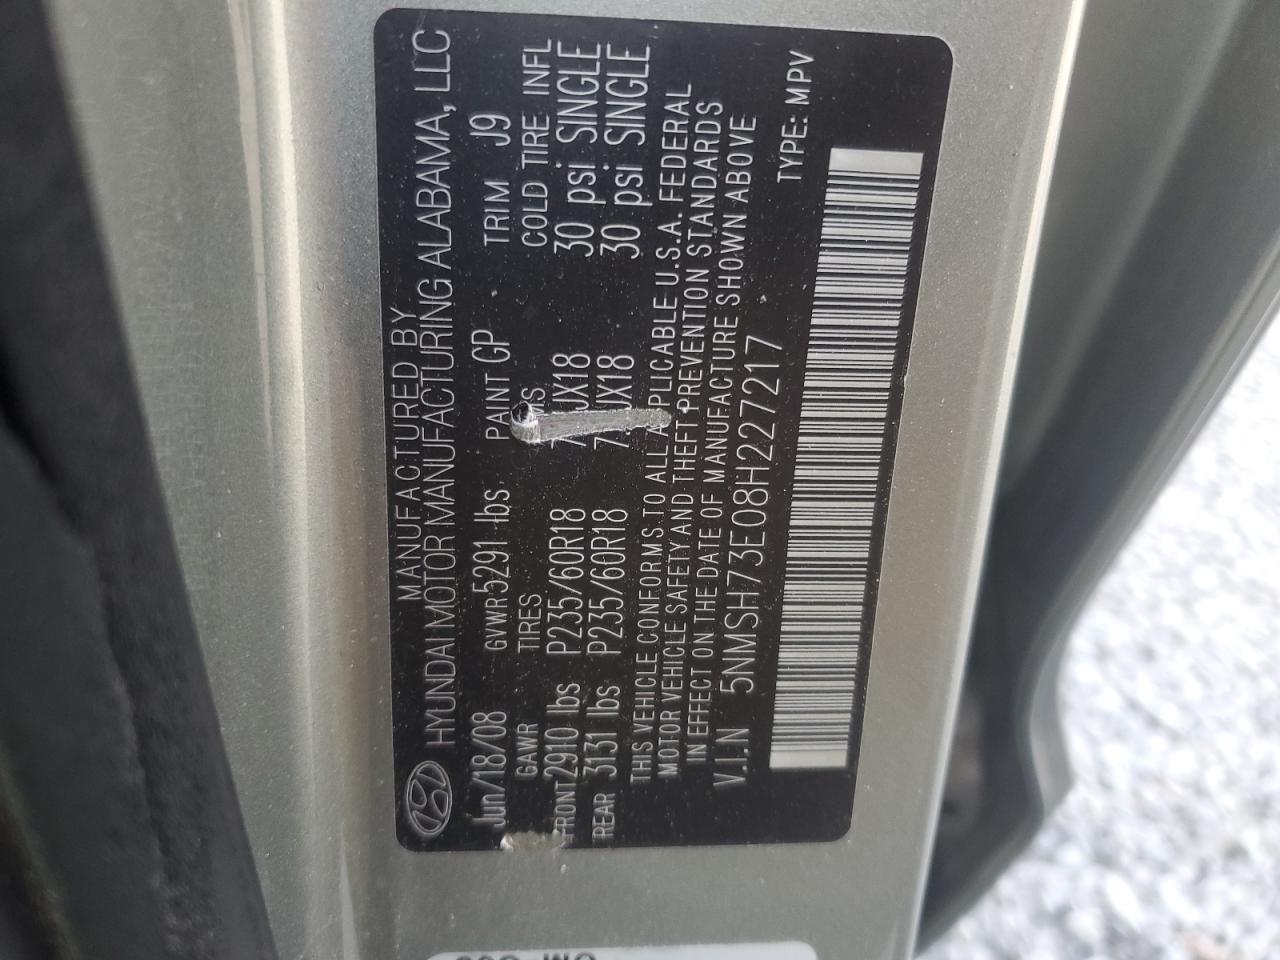 MANUFACTURED BY
HYUNDAI MOTOR MANUFACTURING ALABAMA, LLC
Jun/18/08 GVWR 5291 lbs PAINT GP TRIM J9
GAWR TIRES COLD TIRE INFL
FRONT 2910 lbs P235/60R18 30 psi SINGLE
REAR 3131 lbs P235/60R18 30 psi SINGLE
THIS VEHICLE CONFORMS TO ALL APPLICABLE U.S.A. FEDERAL
MOTOR VEHICLE SAFETY AND THEFT PREVENTION STANDARDS
IN EFFECT ON THE DATE OF MANUFACTURE SHOWN ABOVE
V.I.N 5NMSH73E08H227217 TYPE: MPV